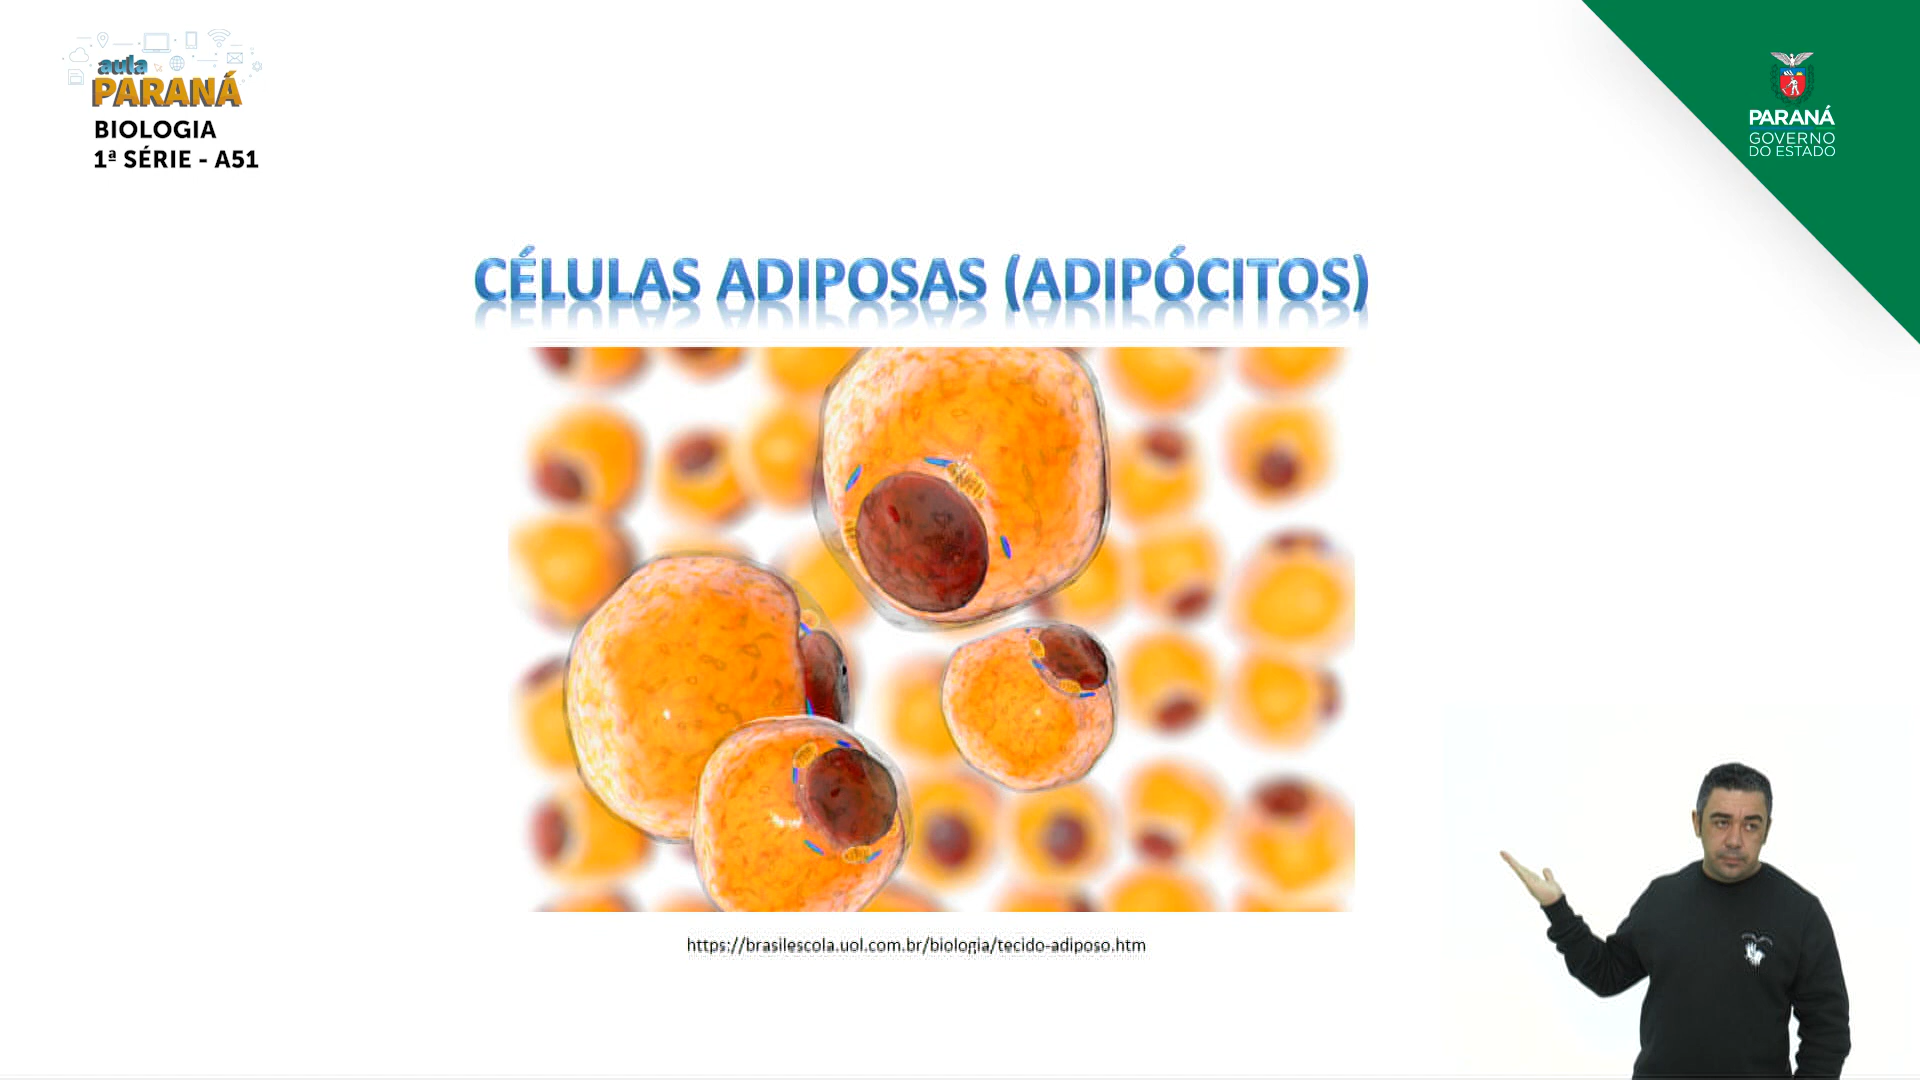 aula
PARANÁ
BIOLOGIA
1ª SÉRIE - A51
PARANÁ
GOVERNO
DO ESTADO
CÉLULAS ADIPOSAS (ADIPÓCITOS)
https://brasilescola.uol.com.br/biologia/tecido-adiposo.htm